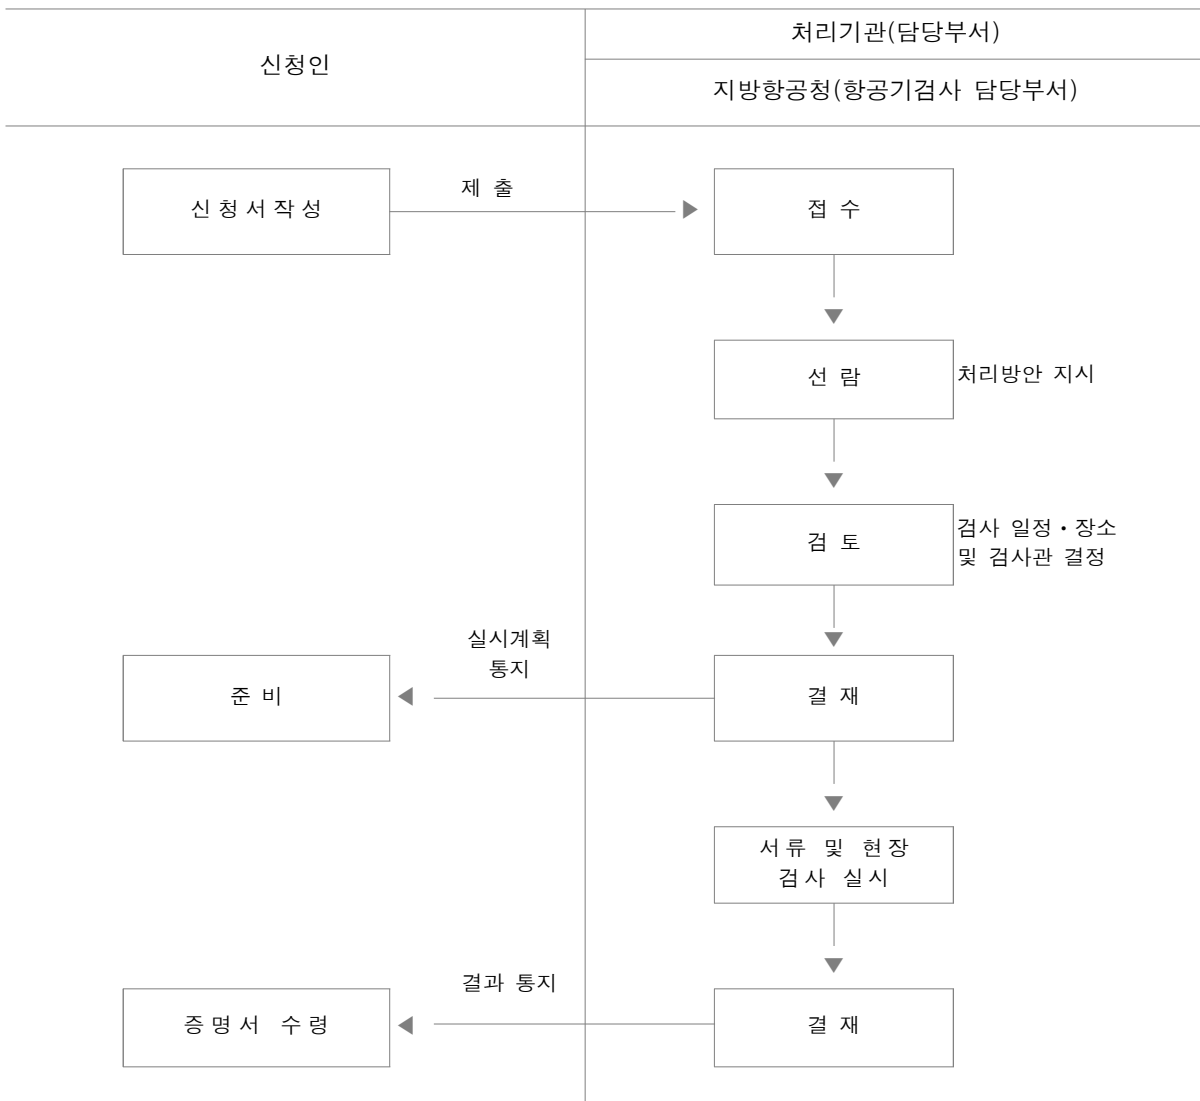 신청인
처리기관(담당부서)
지방항공청(항공기검사 담당부서)
신청서작성
제 출
접 수
선 람
처리방안 지시
검 토
검사 일정·장소
및 검사관 결정
실시계획
통지
준 비
결 재
서류 및 현장
검사 실시
결과 통지
증명서 수령
결 재